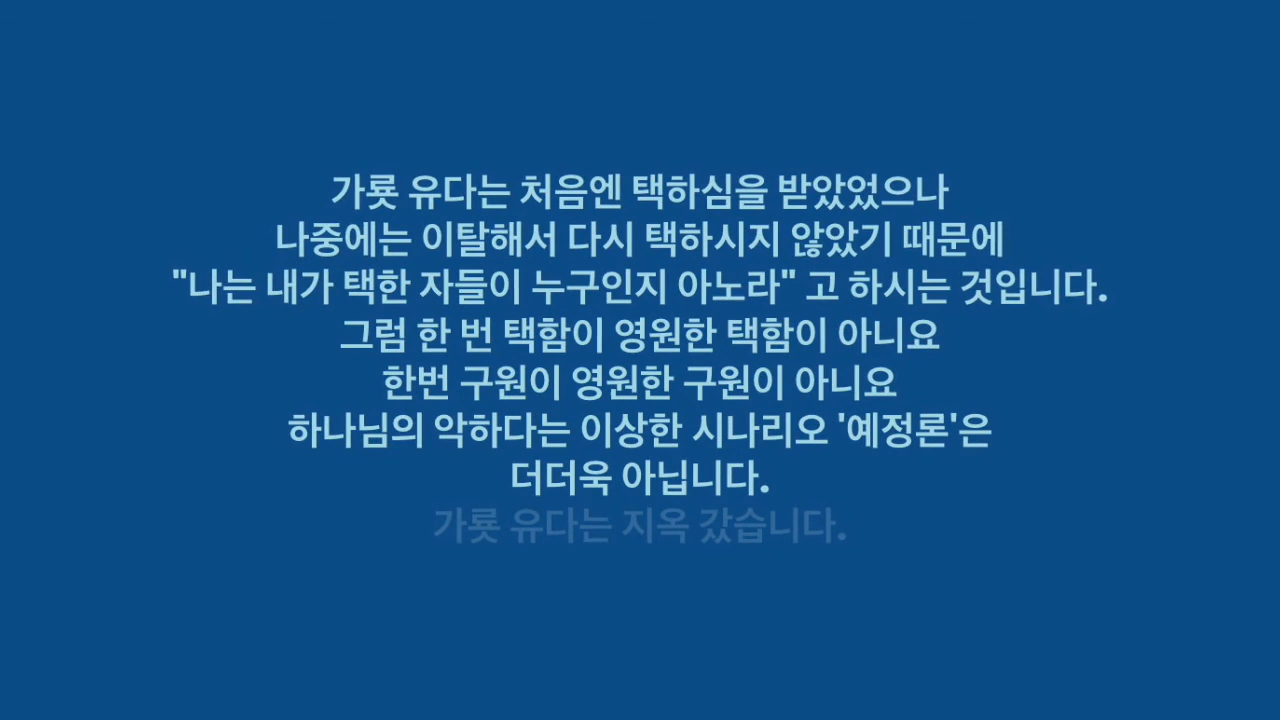 가룟 유다는 처음엔 택하심을 받았었으나
나중에는 이탈해서 다시 택하시지 않았기 때문에
"나는 내가 택한 자들이 누구인지 아노라" 고 하시는 것입니다.
그럼 한 번 택함이 영원한 택함이 아니요
한번 구원이 영원한 구원이 아니요
하나님의 악하다는 이상한 시나리오 '예정론'은
더더욱 아닙니다.
가룟 유다는 지옥 갔습니다.